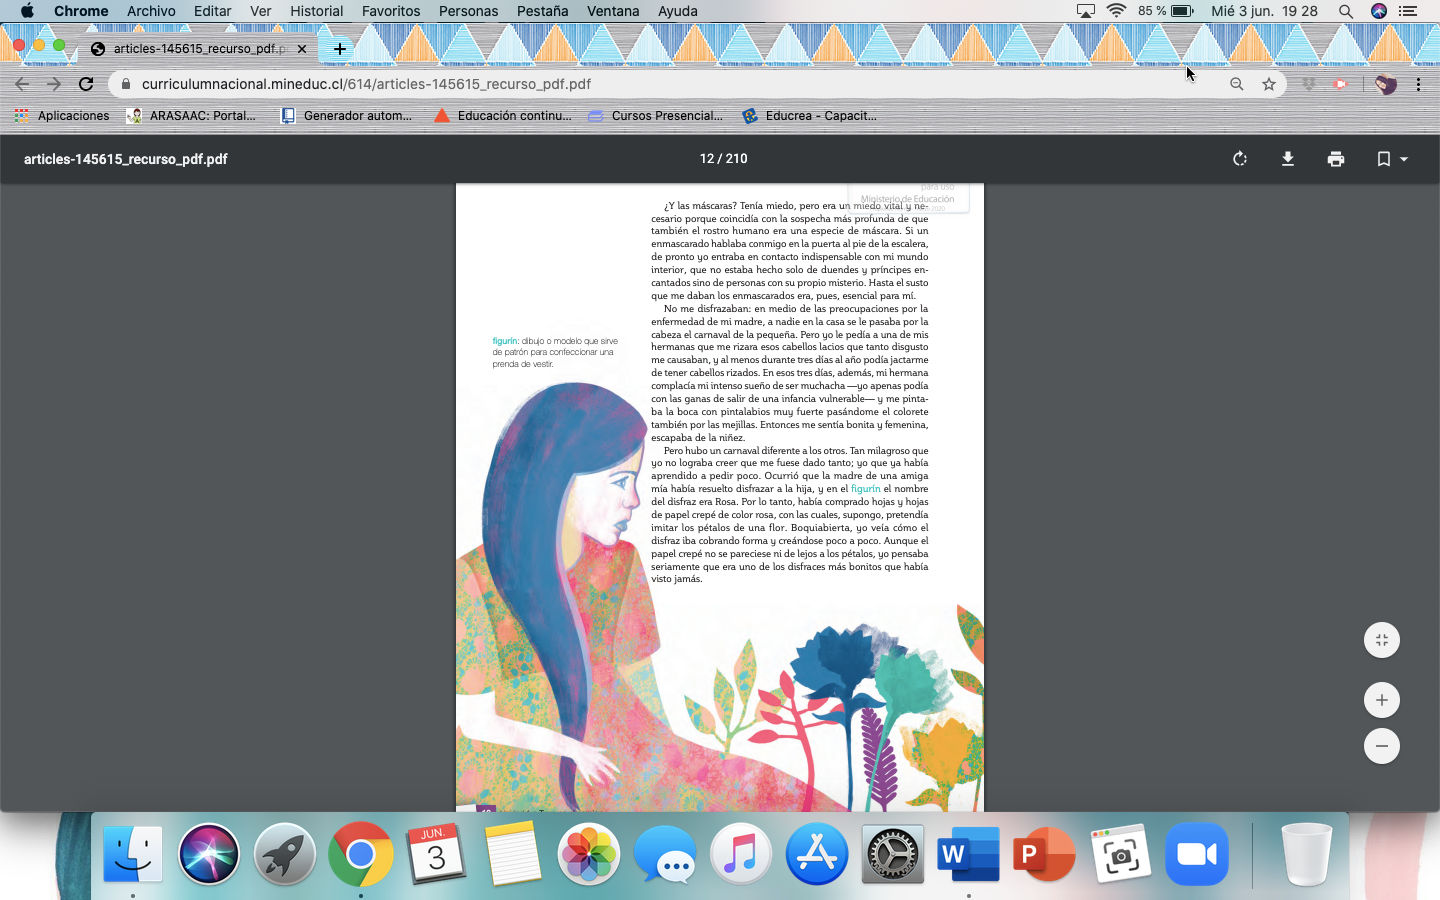 Chrome Archivo Editar Ver Historial Favoritos Personas Pestaña Ventana Ayuda 85 % Mié 3 jun. 19 28
articles-145615_recurso_pdf.p
curriculumnacional.mineduc.cl/614/articles-145615_recurso_pdf.pdf
Aplicaciones ARASAAC: Portal... Generador autom... Educación continu... Cursos Presencial... Educrea - Capacit...
articles-145615_recurso_pdf.pdf 12 / 210
para uso
Ministerio de Educación
2020
¿Y las máscaras? Tenía miedo, pero era un miedo vital y ne-
cesario porque coincidía con la sospecha más profunda de que
también el rostro humano era una especie de máscara. Si un
enmascarado hablaba conmigo en la puerta al pie de la escalera,
de pronto yo entraba en contacto indispensable con mi mundo
interior, que no estaba hecho solo de duendes y príncipes en-
cantados sino de personas con su propio misterio. Hasta el susto
que me daban los enmascarados era, pues, esencial para mí.
No me disfrazaban: en medio de las preocupaciones por la
enfermedad de mi madre, a nadie en la casa se le pasaba por la
cabeza el carnaval de la pequeña. Pero yo le pedía a una de mis
hermanas que me rizara esos cabellos lacios que tanto disgusto
me causaban, y al menos durante tres días al año podía jactarme
de tener cabellos rizados. En esos tres días, además, mi hermana
complacía mi intenso sueño de ser muchacha —yo apenas podía
con las ganas de salir de una infancia vulnerable— y me pinta-
ba la boca con pintalabios muy fuerte pasándome el colorete
también por las mejillas. Entonces me sentía bonita y femenina,
escapaba de la niñez.
Pero hubo un carnaval diferente a los otros. Tan milagroso que
yo no lograba creer que me fuese dado tanto; yo que ya había
aprendido a pedir poco. Ocurrió que la madre de una amiga
mía había resuelto disfrazar a la hija, y en el figurín el nombre
del disfraz era Rosa. Por lo tanto, había comprado hojas y hojas
de papel crepé de color rosa, con las cuales, supongo, pretendía
imitar los pétalos de una flor. Boquiabierta, yo veía cómo el
disfraz iba cobrando forma y creándose poco a poco. Aunque el
papel crepé no se pareciese ni de lejos a los pétalos, yo pensaba
seriamente que era uno de los disfraces más bonitos que había
visto jamás.
figurín: dibujo o modelo que sirve
de patrón para confeccionar una
prenda de vestir.
JUN.
3
W
P